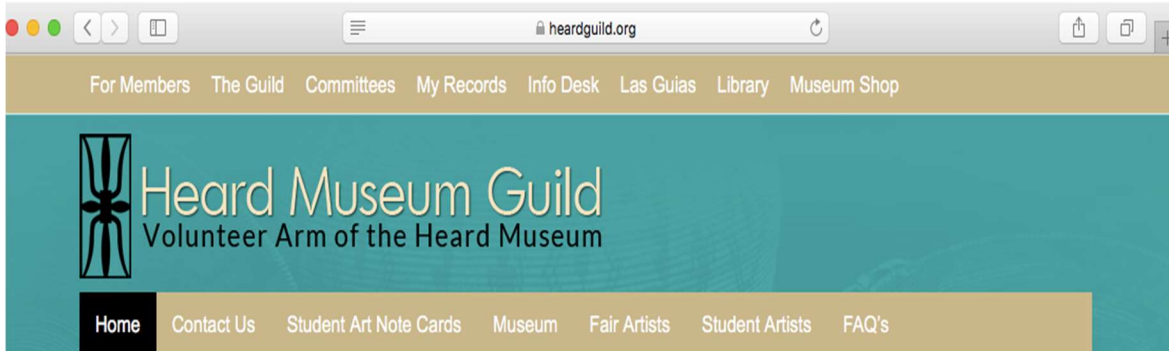 heardguild.org
For Members The Guild Committees My Records Info Desk Las Guias Library Museum Shop
Heard Museum Guild
Volunteer Arm of the Heard Museum
Home Contact Us Student Art Note Cards Museum Fair Artists Student Artists FAQ's